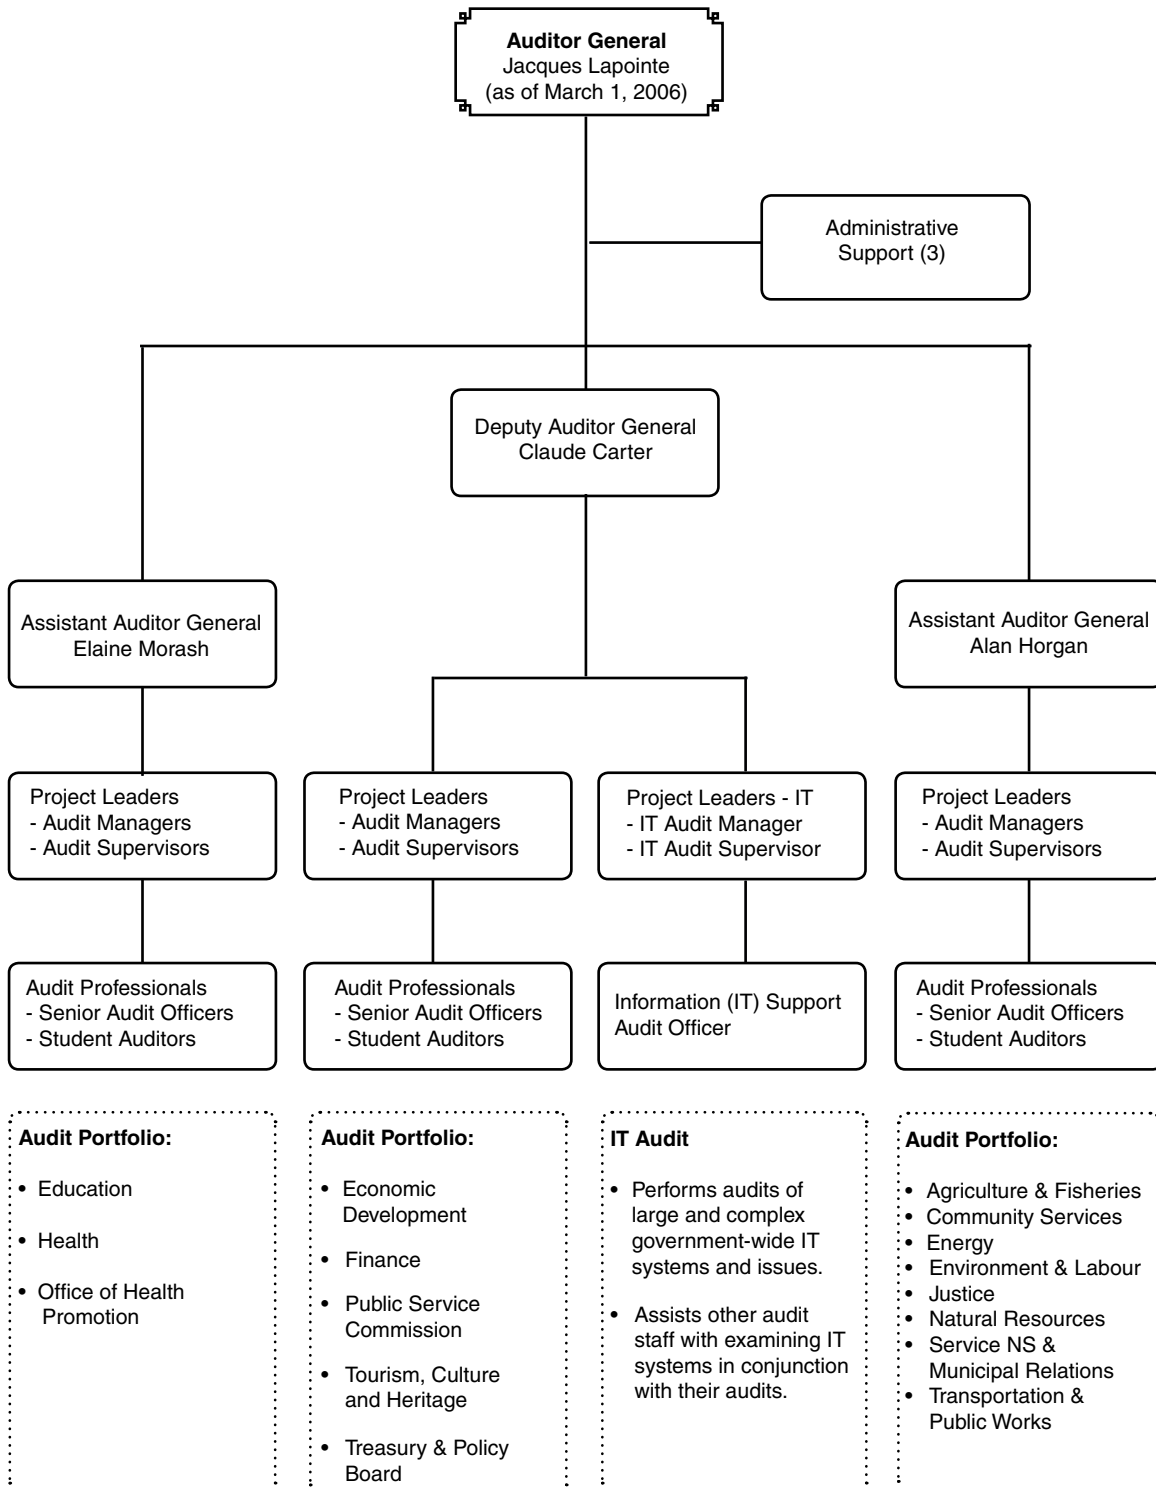 Auditor General
Jacques Lapointe
(as of March 1, 2006)
Administrative
Support (3)
Deputy Auditor General
Claude Carter
Assistant Auditor General
Elaine Morash
Assistant Auditor General
Alan Horgan
Project Leaders
- Audit Managers
- Audit Supervisors
Project Leaders
- Audit Managers
- Audit Supervisors
Project Leaders - IT
- IT Audit Manager
- IT Audit Supervisor
Project Leaders
- Audit Managers
- Audit Supervisors
Audit Professionals
- Senior Audit Officers
- Student Auditors
Audit Professionals
- Senior Audit Officers
- Student Auditors
Information (IT) Support
Audit Officer
Audit Professionals
- Senior Audit Officers
- Student Auditors
Audit Portfolio:
• Education
• Health
• Office of Health
Promotion
Audit Portfolio:
• Economic
Development
• Finance
• Public Service
Commission
• Tourism, Culture
and Heritage
• Treasury & Policy
Board
IT Audit
• Performs audits of
large and complex
government-wide IT
systems and issues.
• Assists other audit
staff with examining IT
systems in conjunction
with their audits.
Audit Portfolio:
• Agriculture & Fisheries
• Community Services
• Energy
• Environment & Labour
• Justice
• Natural Resources
• Service NS &
Municipal Relations
• Transportation &
Public Works